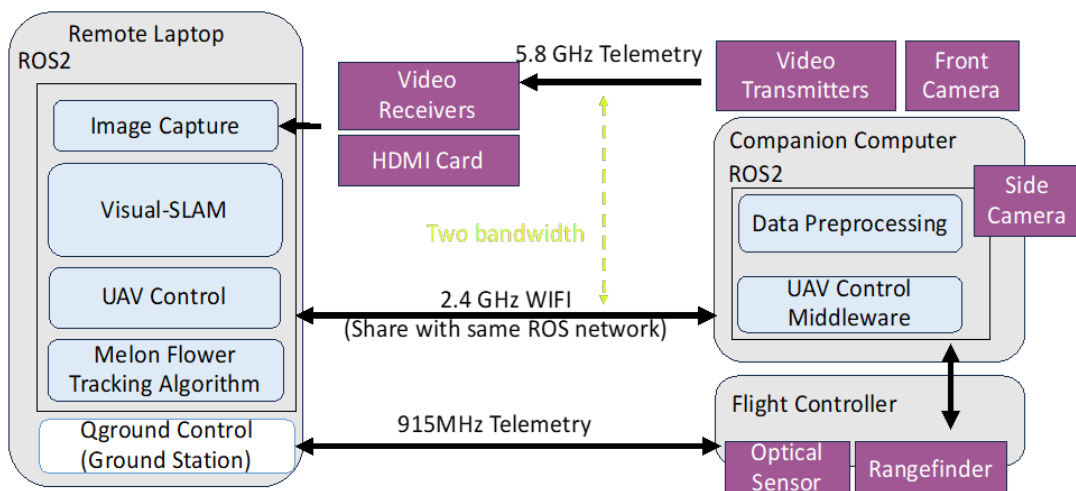 Remote Laptop
ROS2
Image Capture
Visual-SLAM
UAV Control
Melon Flower
Tracking Algorithm
Qground Control
(Ground Station)
5.8 GHz Telemetry
Video
Receivers
HDMI Card
Two bandwidth
2.4 GHz WIFI
(Share with same ROS network)
915MHz Telemetry
Video
Transmitters
Front
Camera
Companion Computer
ROS2
Side
Camera
Data Preprocessing
UAV Control
Middleware
Flight Controller
Optical
Sensor
Rangefinder